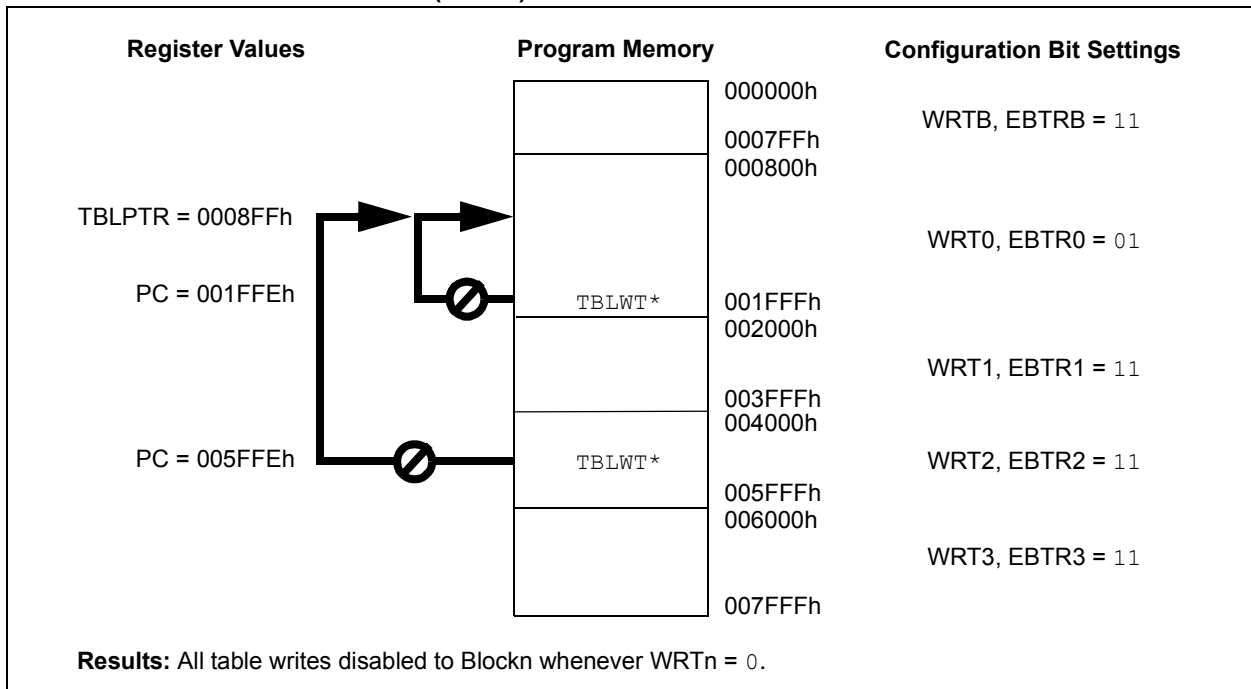 Register Values Program Memory Configuration Bit Settings
000000h
WRTB, EBTRB = 11
0007FFh
000800h
TBLPTR = 0008FFh
WRT0, EBTR0 = 01
PC = 001FFEh TBLWT* 001FFFh
002000h
WRT1, EBTR1 = 11
003FFFh
004000h
PC = 005FFEh TBLWT* WRT2, EBTR2 = 11
005FFFh
006000h
WRT3, EBTR3 = 11
007FFFh
Results: All table writes disabled to Blockn whenever WRTn = 0.